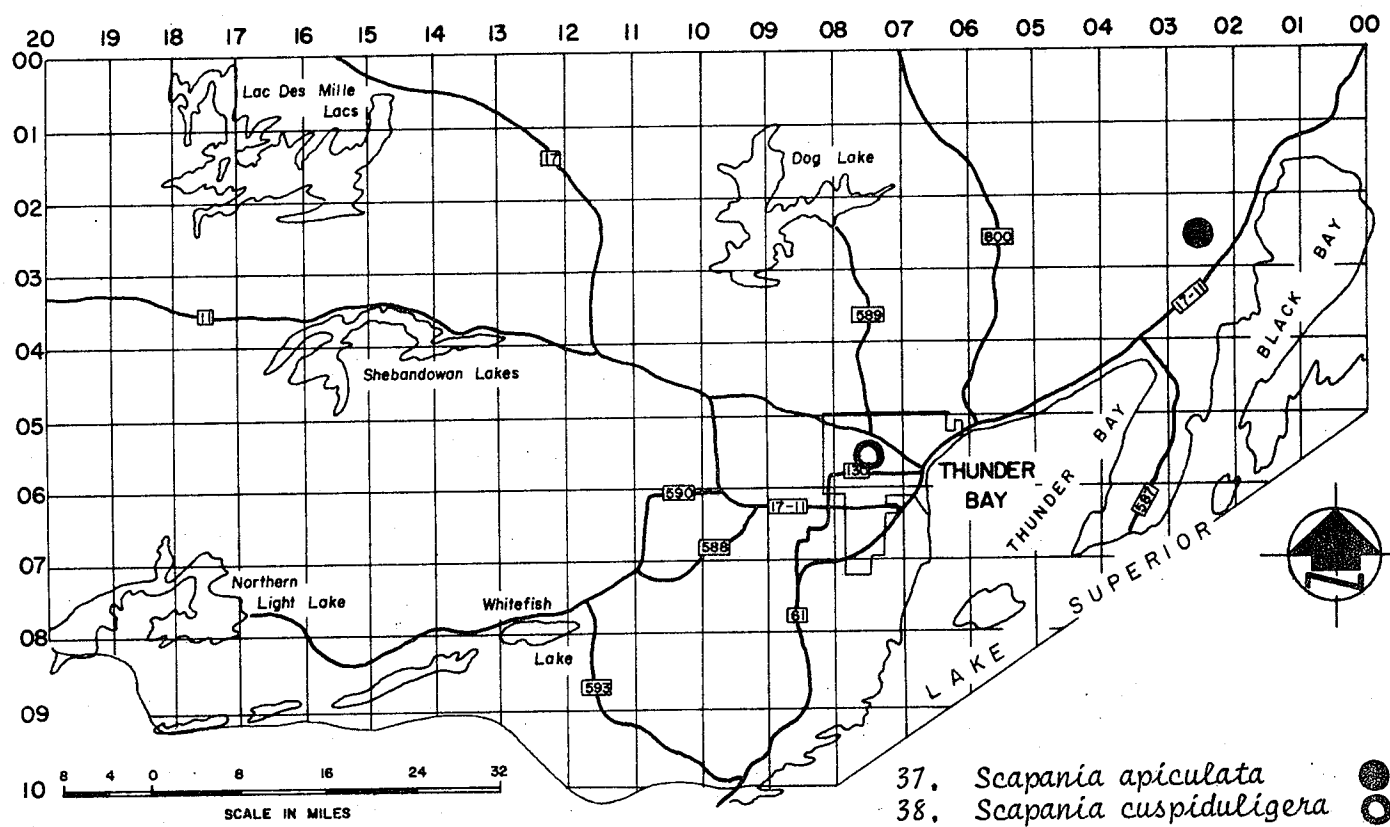 20 19 18 17 16 15 14 13 12 11 10 09 08 07 06 05 04 03 02 01 00
00
Lac Des Mille
Lacs
01
17
Dog Lake
02
800
BLACK BAY
03
17-11
11
589
04
Shebandowan Lakes
05
THUNDER BAY
130
THUNDER
BAY
06
590
17-11
587
588
07
Northern
Light Lake
Whitefish
Lake
61
LAKE SUPERIOR
N
08
593
09
10
8 4 0 8 16 24 32
SCALE IN MILES
37. Scapania apiculata
38. Scapania cuspiduligera